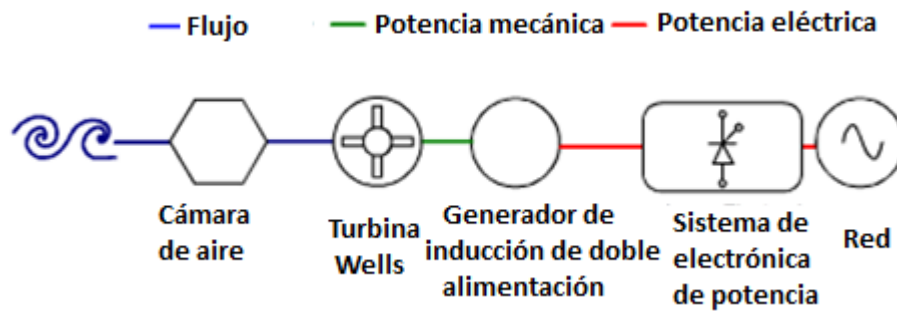 Flujo
Potencia mecánica
Potencia eléctrica
Cámara
de aire
Turbina
Wells
Generador de
inducción de doble
alimentación
Sistema de
electrónica
de potencia
Red